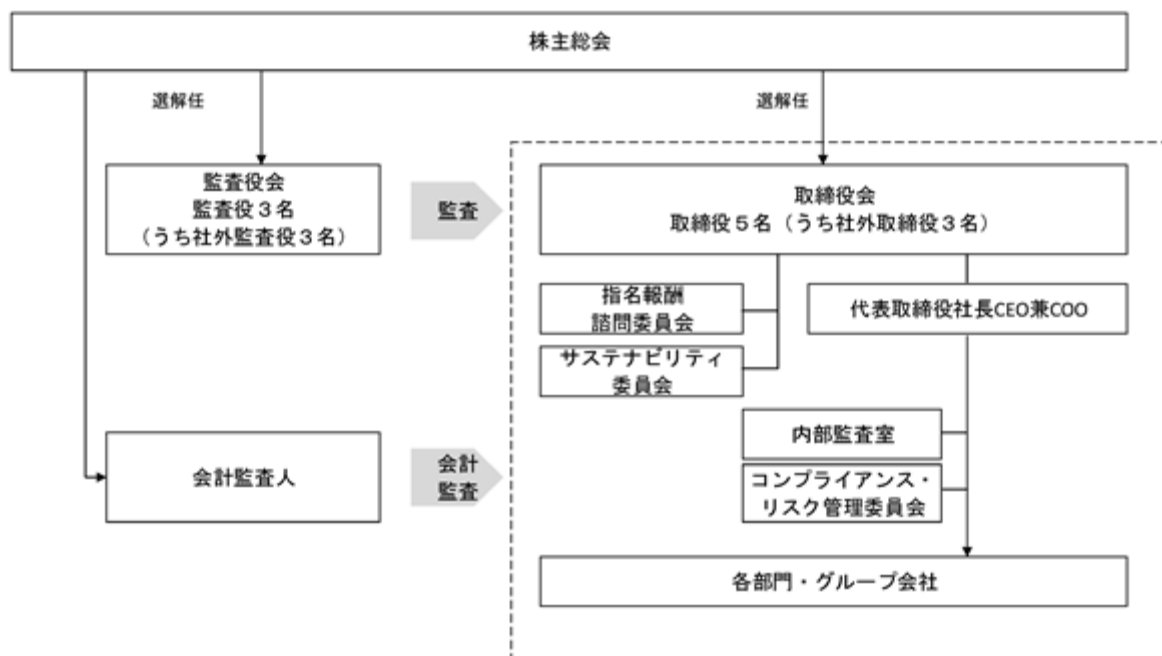 株主総会
選解任
選解任
監査役会
監査役３名
（うち社外監査役３名）
監査
取締役会
取締役５名（うち社外取締役３名）
指名報酬
諮問委員会
代表取締役社長CEO兼COO
サステナビリティ
委員会
内部監査室
会計監査人
会計
監査
コンプライアンス・
リスク管理委員会
各部門・グループ会社